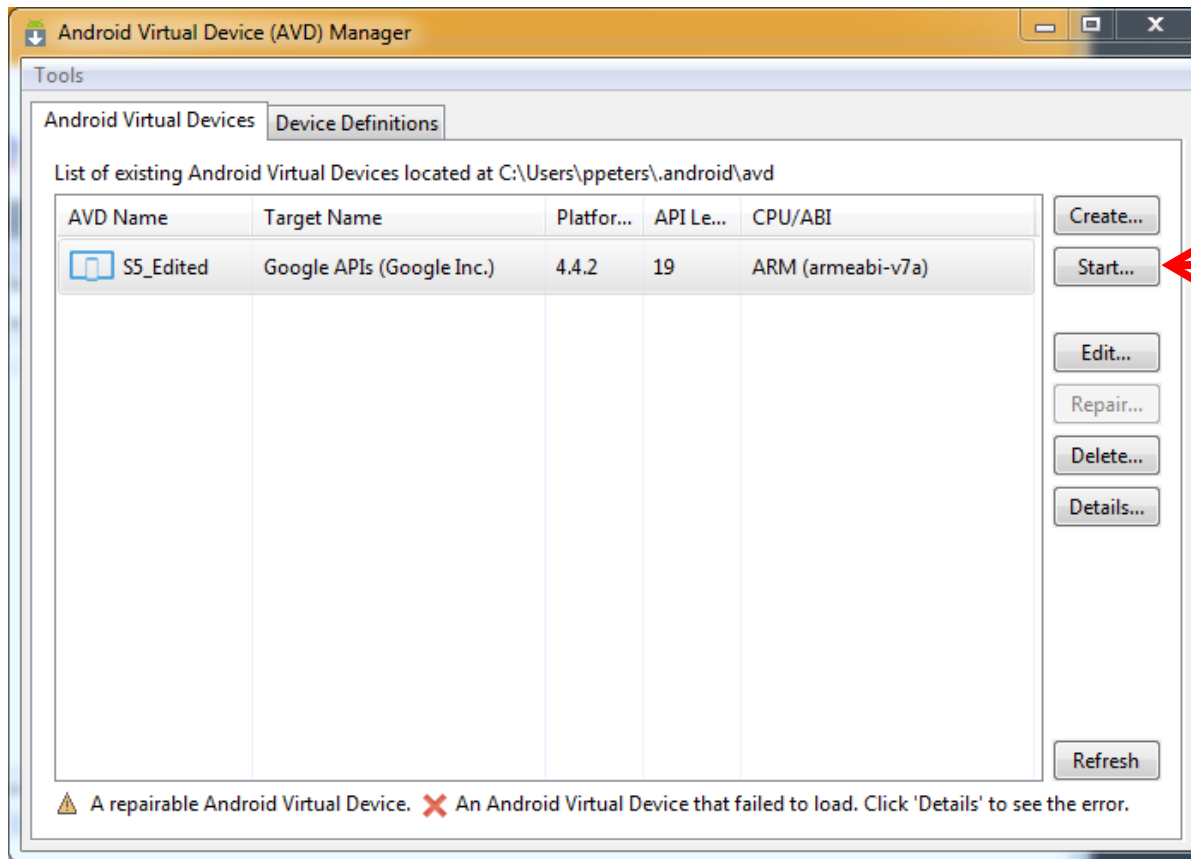 Android Virtual Device (AVD) Manager
X
Tools
Android Virtual Devices Device Definitions
List of existing Android Virtual Devices located at C:\Users\ppeters\.android\avd
AVD Name Target Name Platfor... API Le... CPU/ABI Create...
S5_Edited Google APIs (Google Inc.) 4.4.2 19 ARM (armeabi-v7a) Start...
Edit...
Repair...
Delete...
Details...
Refresh
A repairable Android Virtual Device. An Android Virtual Device that failed to load. Click 'Details' to see the error.